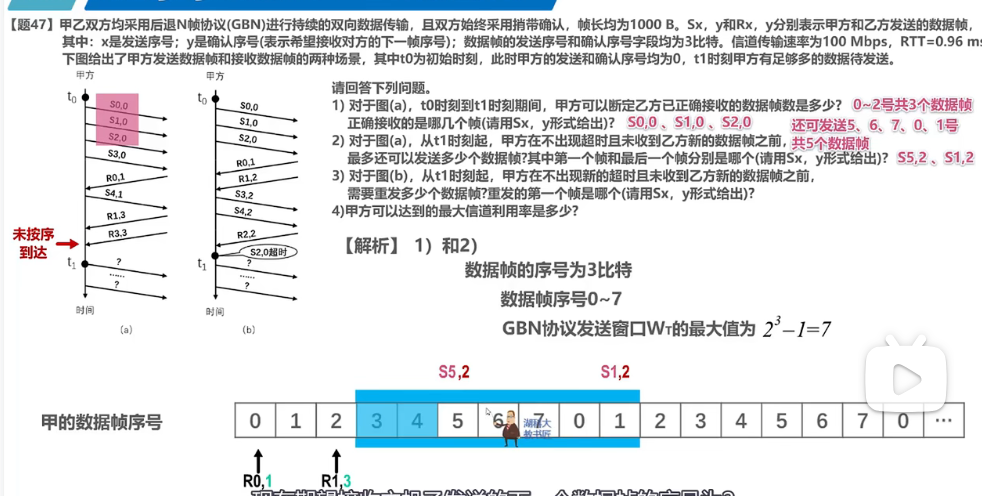 【题47】甲乙双方均采用后退N帧协议(GBN)进行持续的双向数据传输，且双方始终采用捎带确认，帧长均为1000 B。Sx，y和Rx，y分别表示甲方和乙方发送的数据帧，
其中：x是发送序号；y是确认序号(表示希望接收对方的下一帧序号)；数据帧的发送序号和确认序号字段均为3比特。信道传输速率为100 Mbps，RTT=0.96 ms
下图给出了甲方发送数据帧和接收数据帧的两种场景，其中t0为初始时刻，此时甲方的发送和确认序号均为0，t1时刻甲方有足够多的数据待发送。
甲方
t0
S0,0
S1,0
S2,0
S3,0
R0,1
S4,1
R1,3
R3,3
未按序
到达
t1
?
……
?
时间
(a)
甲方
t0
S0,0
S1,0
S2,0
R0,1
R1,2
S3,2
S4,2
R2,2
S2,0超时
t1
?
……
?
时间
(b)
请回答下列问题。
1) 对于图(a)，t0时刻到t1时刻期间，甲方可以断定乙方已正确接收的数据帧数是多少? 0~2号共3个数据帧
正确接收的是哪几个帧(请用Sx，y形式给出)? S0,0 、S1,0 、S2,0
还可发送5、6、7、0、1号
2) 对于图(a)，从t1时刻起，甲方在不出现超时且未收到乙方新的数据帧之前，共5个数据帧
最多还可以发送多少个数据帧?其中第一个帧和最后一个帧分别是哪个(请用Sx，y形式给出)? S5,2 、S1,2
3) 对于图(b)，从t1时刻起，甲方在不出现新的超时且未收到乙方新的数据帧之前，
需要重发多少个数据帧?重发的第一个帧是哪个(请用Sx，y形式给出)?
4)甲方可以达到的最大信道利用率是多少?
【解析】 1）和2)
数据帧的序号为3比特
数据帧序号0~7
GBN协议发送窗口WT的最大值为 2³−1=7
S5,2
S1,2
甲的数据帧序号
0 1 2 3 4 5 6 7 0 1 2 3 4 5 6 7 0 …
湖科大
教书匠
R0,1
R1,3